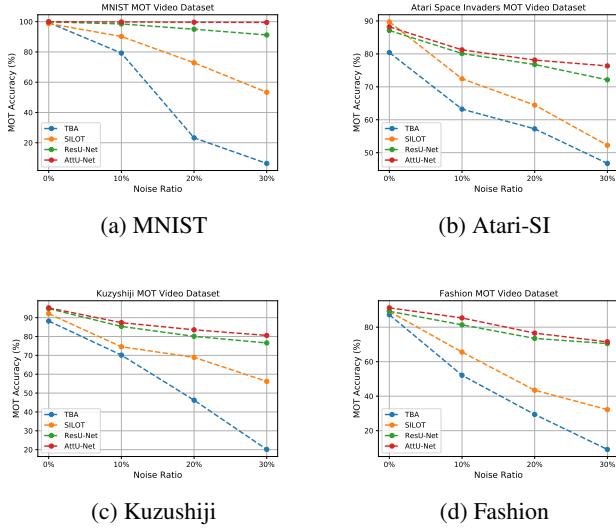 MNIST MOT Video Dataset
MOT Accuracy (%)
100
80
60
40
20
TBA
SILOT
ResU-Net
AttU-Net
0% 10% 20% 30%
Noise Ratio
(a) MNIST
Atari Space Invaders MOT Video Dataset
MOT Accuracy (%)
90
80
70
60
50
TBA
SILOT
ResU-Net
AttU-Net
0% 10% 20% 30%
Noise Ratio
(b) Atari-SI
Kuzyshiji MOT Video Dataset
MOT Accuracy (%)
90
80
70
60
50
40
30
20
TBA
SILOT
ResU-Net
AttU-Net
0% 10% 20% 30%
Noise Ratio
(c) Kuzushiji
Fashion MOT Video Dataset
MOT Accuracy (%)
80
60
40
20
TBA
SILOT
ResU-Net
AttU-Net
0% 10% 20% 30%
Noise Ratio
(d) Fashion